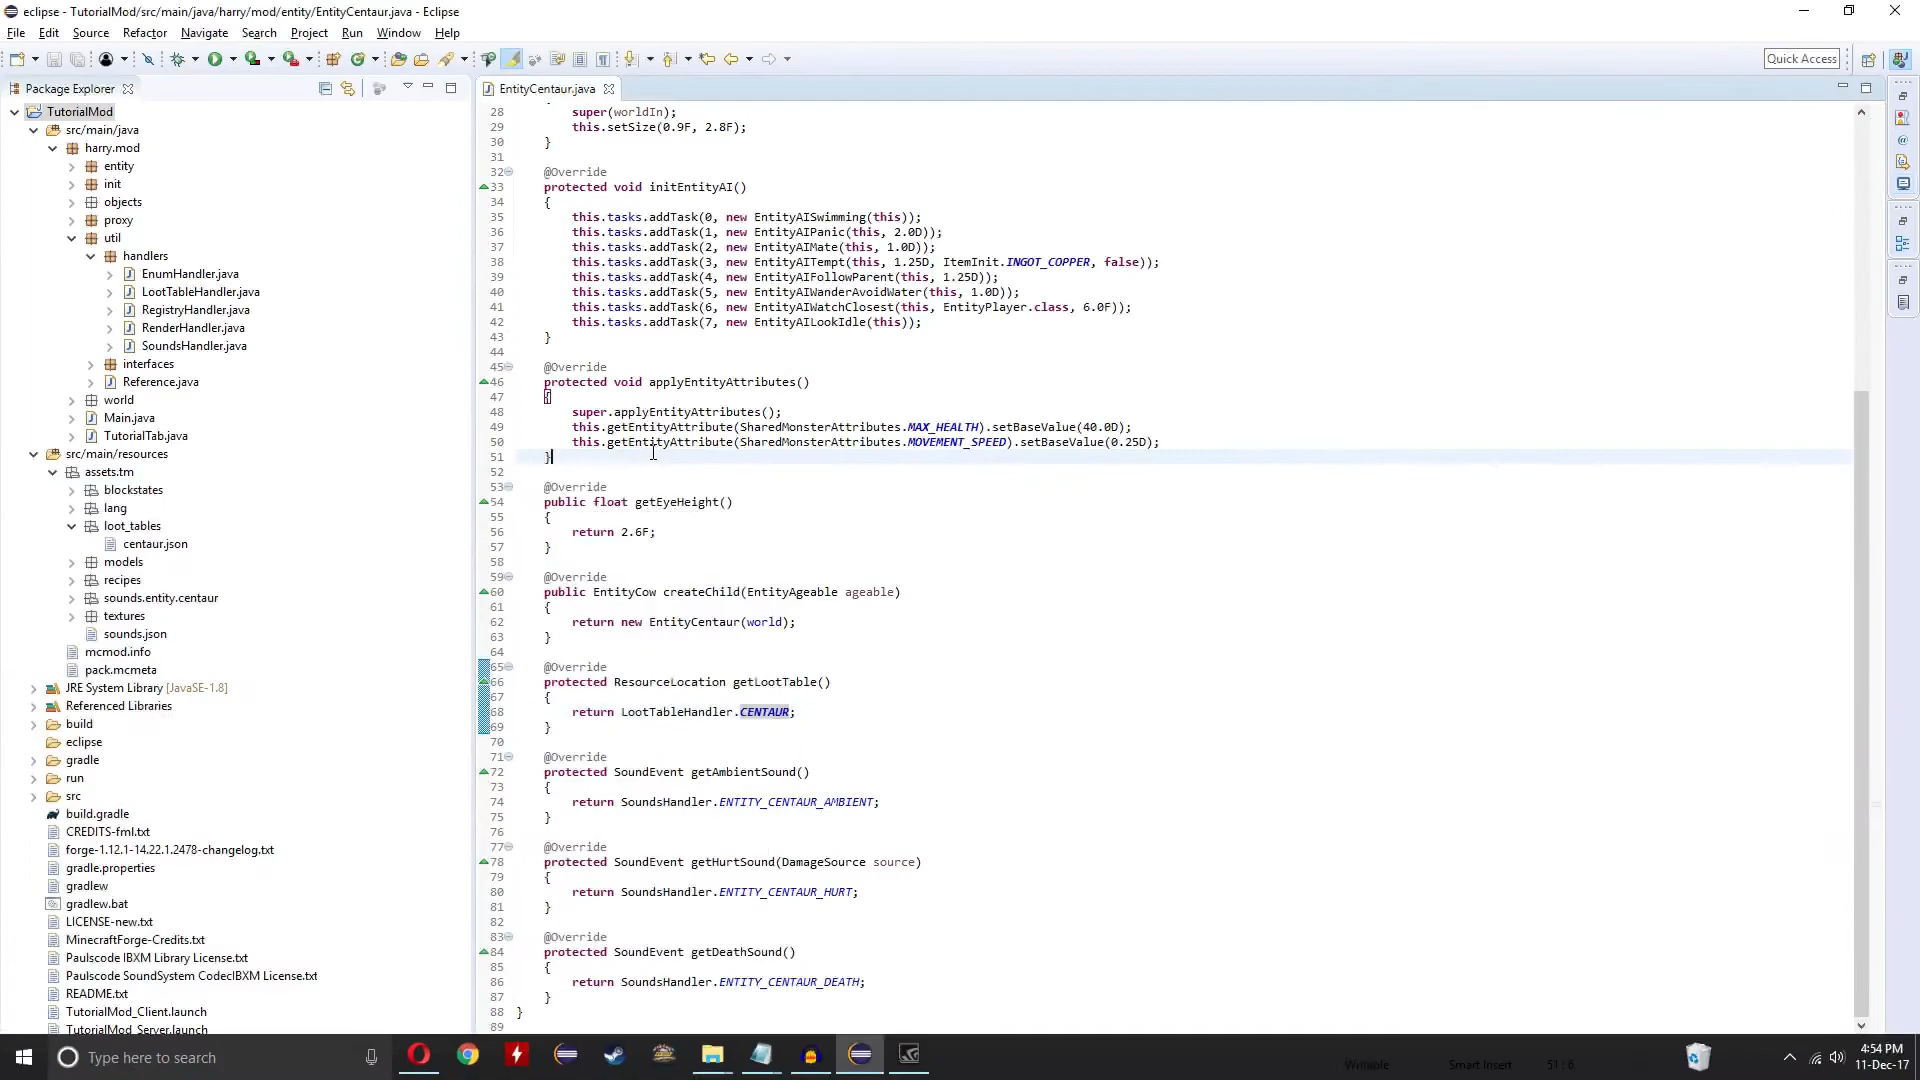 eclipse - TutorialMod/src/main/java/harry/mod/entity/EntityCentaur.java - Eclipse
File Edit Source Refactor Navigate Search Project Run Window Help
Quick Access
Package Explorer
TutorialMod
src/main/java
harry.mod
entity
init
objects
proxy
util
handlers
EnumHandler.java
LootTableHandler.java
RegistryHandler.java
RenderHandler.java
SoundsHandler.java
interfaces
Reference.java
world
Main.java
TutorialTab.java
src/main/resources
assets.tm
blockstates
lang
loot_tables
centaur.json
models
recipes
sounds.entity.centaur
textures
sounds.json
mcmod.info
pack.mcmeta
JRE System Library [JavaSE-1.8]
Referenced Libraries
build
eclipse
gradle
run
src
build.gradle
CREDITS-fml.txt
forge-1.12.1-14.22.1.2478-changelog.txt
gradle.properties
gradlew
gradlew.bat
LICENSE-new.txt
MinecraftForge-Credits.txt
Paulscode IBXM Library License.txt
Paulscode SoundSystem CodecIBXM License.txt
README.txt
TutorialMod_Client.launch
TutorialMod_Server.launch
EntityCentaur.java
28 super(worldIn);
29 this.setSize(0.9F, 2.8F);
30 }
31
32 @Override
33 protected void initEntityAI()
34 {
35 this.tasks.addTask(0, new EntityAISwimming(this));
36 this.tasks.addTask(1, new EntityAIPanic(this, 2.0D));
37 this.tasks.addTask(2, new EntityAIMate(this, 1.0D));
38 this.tasks.addTask(3, new EntityAITempt(this, 1.25D, ItemInit.INGOT_COPPER, false));
39 this.tasks.addTask(4, new EntityAIFollowParent(this, 1.25D));
40 this.tasks.addTask(5, new EntityAIWanderAvoidWater(this, 1.0D));
41 this.tasks.addTask(6, new EntityAIWatchClosest(this, EntityPlayer.class, 6.0F));
42 this.tasks.addTask(7, new EntityAILookIdle(this));
43 }
44
45 @Override
46 protected void applyEntityAttributes()
47 {
48 super.applyEntityAttributes();
49 this.getEntityAttribute(SharedMonsterAttributes.MAX_HEALTH).setBaseValue(40.0D);
50 this.getEntityAttribute(SharedMonsterAttributes.MOVEMENT_SPEED).setBaseValue(0.25D);
51 }
52
53 @Override
54 public float getEyeHeight()
55 {
56 return 2.6F;
57 }
58
59 @Override
60 public EntityCow createChild(EntityAgeable ageable)
61 {
62 return new EntityCentaur(world);
63 }
64
65 @Override
66 protected ResourceLocation getLootTable()
67 {
68 return LootTableHandler.CENTAUR;
69 }
70
71 @Override
72 protected SoundEvent getAmbientSound()
73 {
74 return SoundsHandler.ENTITY_CENTAUR_AMBIENT;
75 }
76
77 @Override
78 protected SoundEvent getHurtSound(DamageSource source)
79 {
80 return SoundsHandler.ENTITY_CENTAUR_HURT;
81 }
82
83 @Override
84 protected SoundEvent getDeathSound()
85 {
86 return SoundsHandler.ENTITY_CENTAUR_DEATH;
87 }
88 }
89
Writable Smart Insert 51 : 6
Type here to search
4:54 PM
11-Dec-17